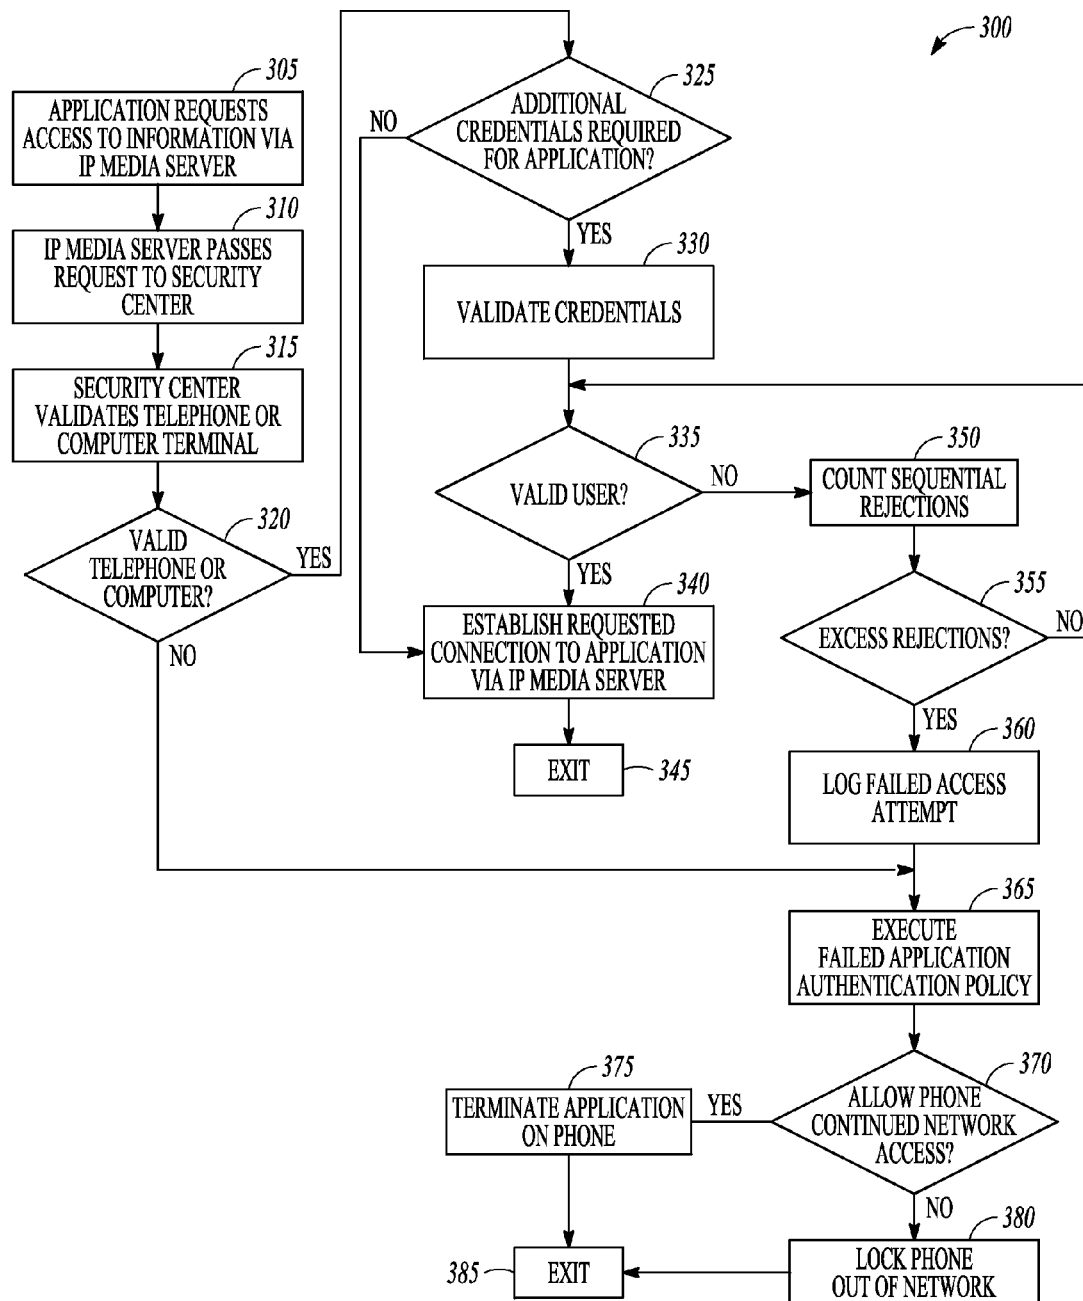 300
305
APPLICATION REQUESTS
ACCESS TO INFORMATION VIA
IP MEDIA SERVER
310
IP MEDIA SERVER PASSES
REQUEST TO SECURITY
CENTER
315
SECURITY CENTER
VALIDATES TELEPHONE OR
COMPUTER TERMINAL
320
VALID
TELEPHONE OR
COMPUTER?
YES
NO
325
ADDITIONAL
CREDENTIALS REQUIRED
FOR APPLICATION?
NO
YES
330
VALIDATE CREDENTIALS
335
VALID USER?
NO
YES
340
ESTABLISH REQUESTED
CONNECTION TO APPLICATION
VIA IP MEDIA SERVER
EXIT
345
350
COUNT SEQUENTIAL
REJECTIONS
355
EXCESS REJECTIONS?
NO
YES
360
LOG FAILED ACCESS
ATTEMPT
365
EXECUTE
FAILED APPLICATION
AUTHENTICATION POLICY
370
ALLOW PHONE
CONTINUED NETWORK
ACCESS?
YES
NO
375
TERMINATE APPLICATION
ON PHONE
380
LOCK PHONE
OUT OF NETWORK
385
EXIT